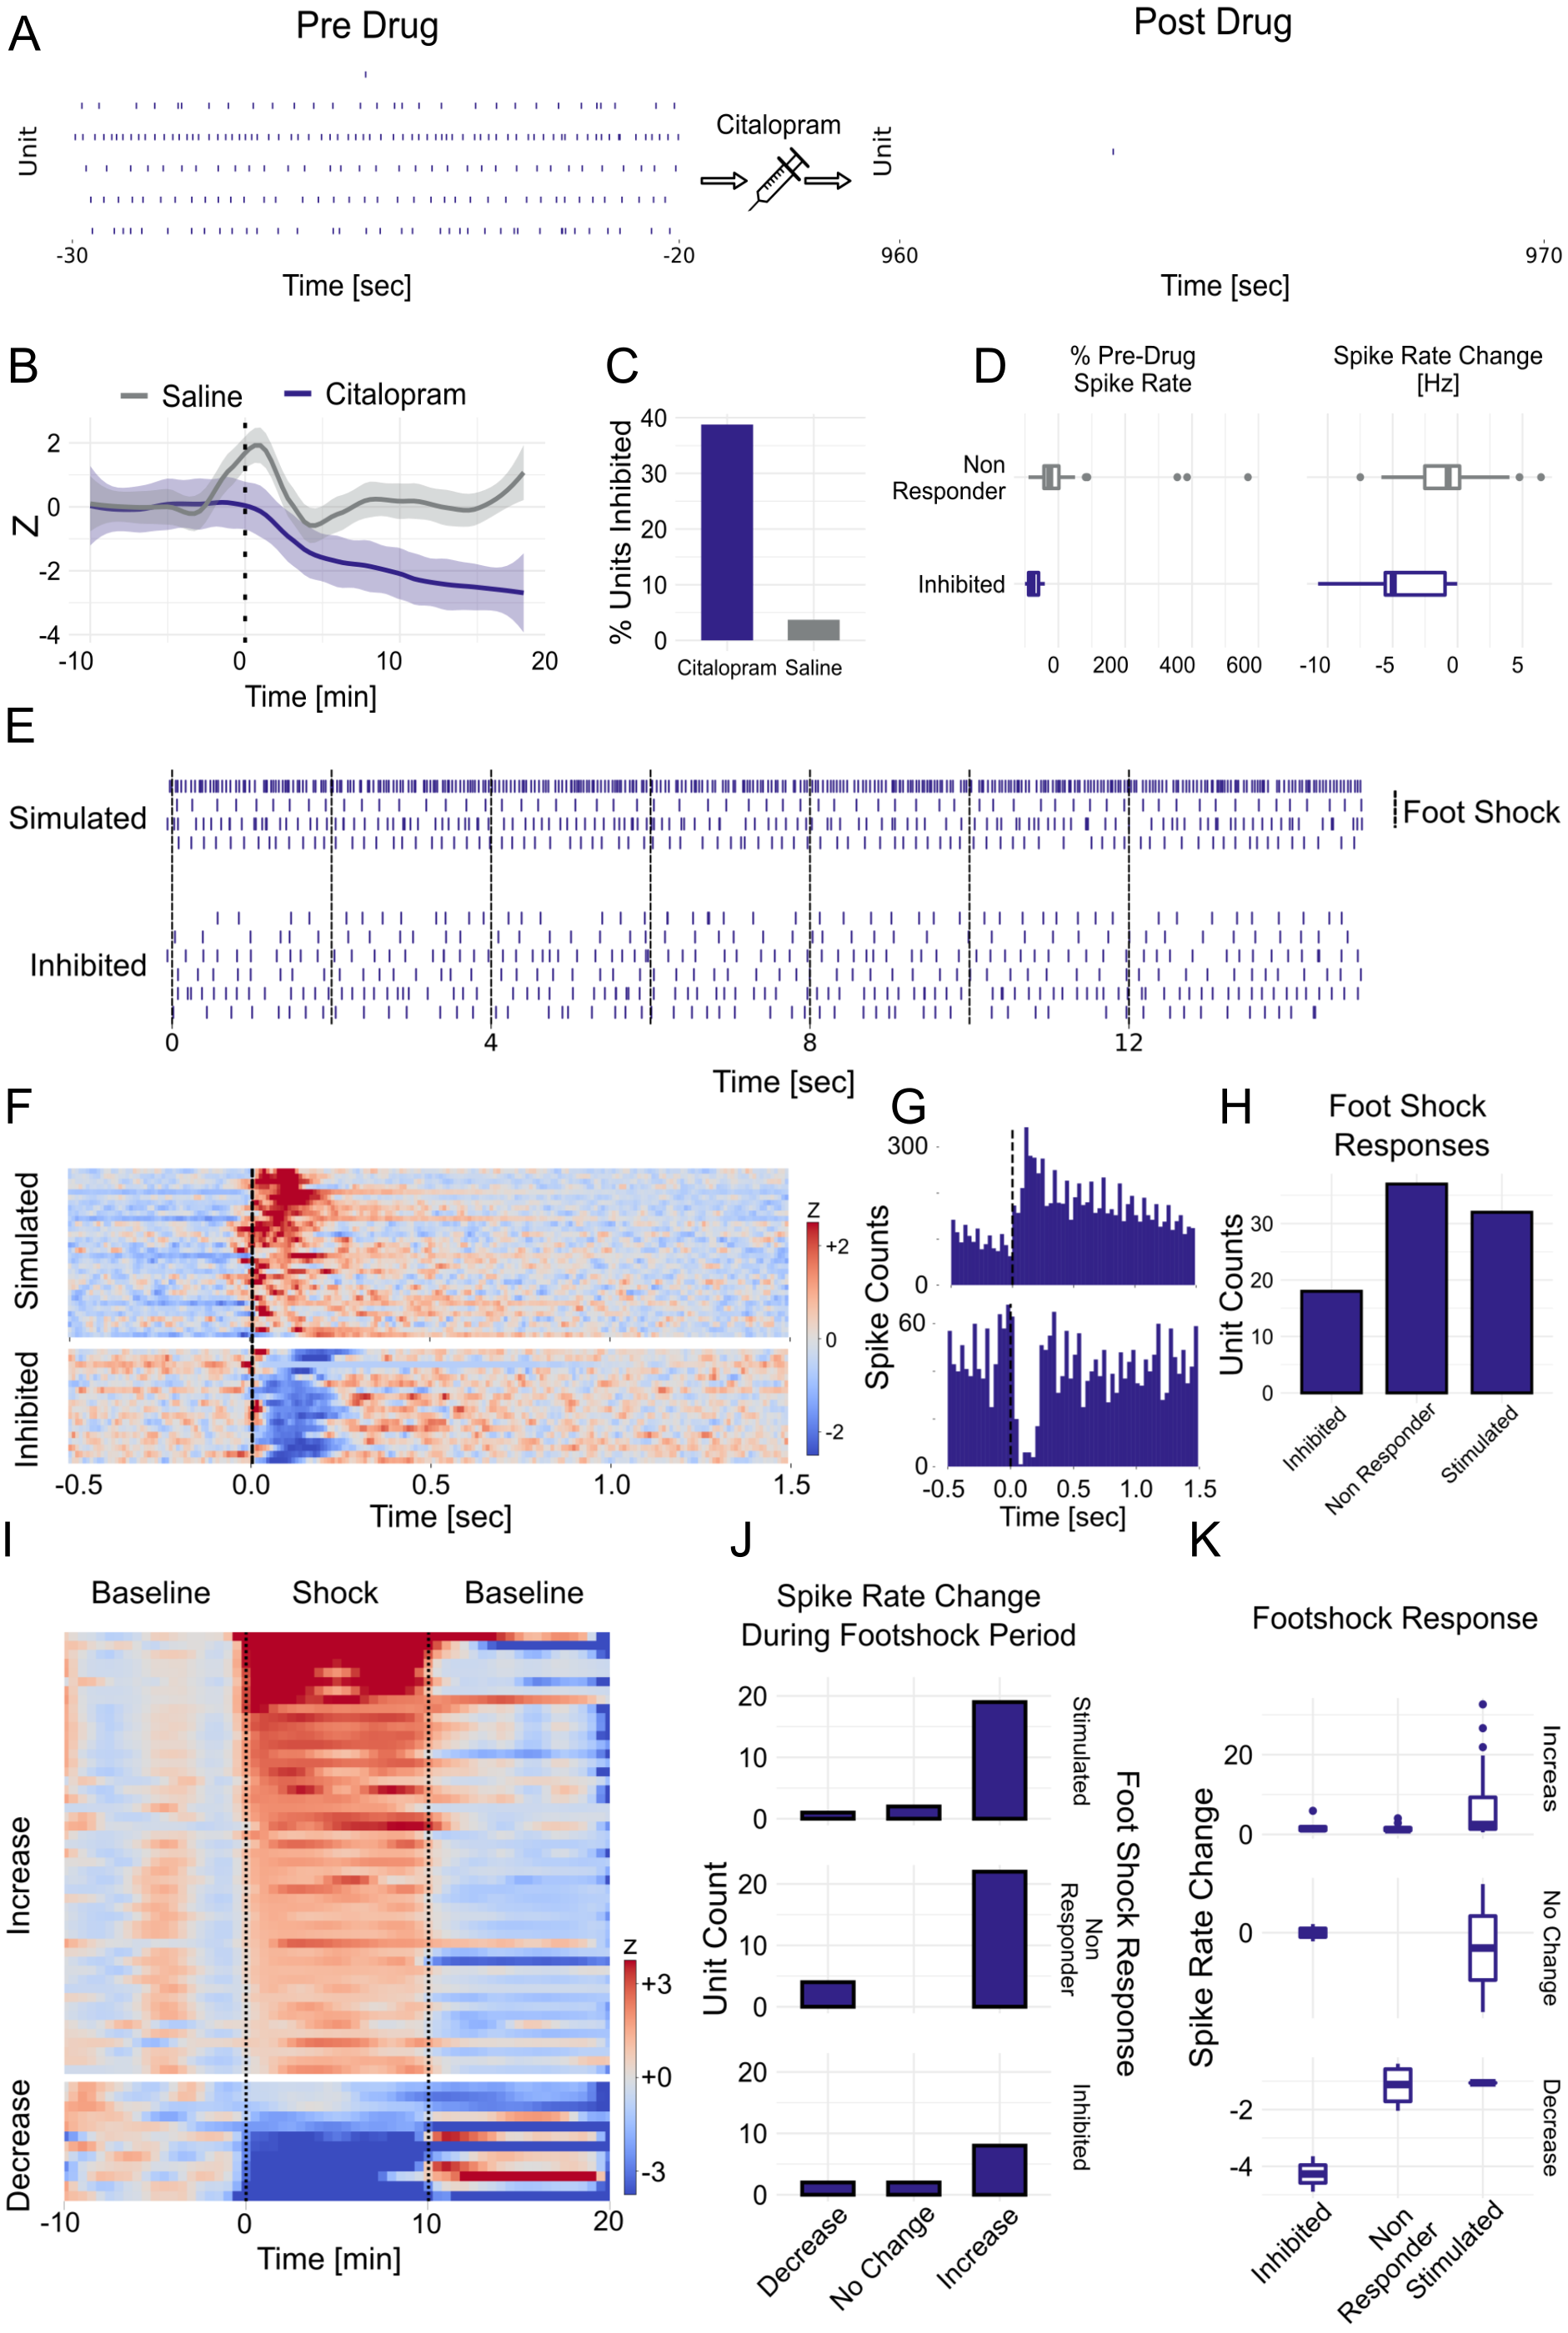 A
Pre Drug
Post Drug
Unit
Citalopram
Unit
-30
-20
960
970
Time [sec]
Time [sec]
B
Saline
Citalopram
Z
2
0
-2
-4
-10
0
10
20
Time [min]
C
% Units Inhibited
40
30
20
10
0
Citalopram
Saline
D
% Pre-Drug
Spike Rate
Spike Rate Change
[Hz]
Non
Responder
Inhibited
0
200
400
600
-10
-5
0
5
E
Simulated
Inhibited
Foot Shock
0
4
8
12
Time [sec]
F
Simulated
Inhibited
z
+2
0
-2
-0.5
0.0
0.5
1.0
1.5
Time [sec]
G
Spike Counts
300
0
60
0
-0.5
0.0
0.5
1.0
1.5
Time [sec]
H
Foot Shock
Responses
Unit Counts
30
20
10
0
Inhibited
Non Responder
Stimulated
I
Baseline
Shock
Baseline
Increase
Decrease
z
+3
+0
-3
-10
0
10
20
Time [min]
J
Spike Rate Change
During Footshock Period
Unit Count
20
10
0
Stimulated
20
10
0
Non
Responder
20
10
0
Inhibited
Foot Shock Response
Decrease
No Change
Increase
K
Footshock Response
Spike Rate Change
20
0
Increas
0
No Change
-2
-4
Decrease
Inhibited
Non
Responder
Stimulated